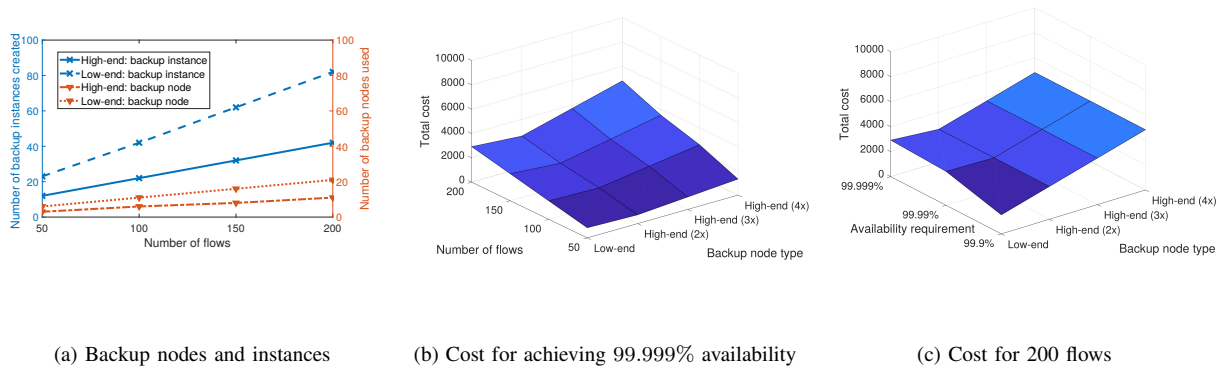 Number of backup instances created
100
80
60
40
20
0
High-end: backup instance
Low-end: backup instance
High-end: backup node
Low-end: backup node
100
80
60
40
20
0
Number of backup nodes used
50
100
150
200
Number of flows
(a) Backup nodes and instances
Total cost
10000
8000
6000
4000
2000
0
200
150
100
50
Number of flows
Low-end
High-end (2x)
High-end (3x)
High-end (4x)
Backup node type
(b) Cost for achieving 99.999% availability
Total cost
10000
8000
6000
4000
2000
0
99.999%
99.99%
99.9%
Availability requirement
Low-end
High-end (2x)
High-end (3x)
High-end (4x)
Backup node type
(c) Cost for 200 flows